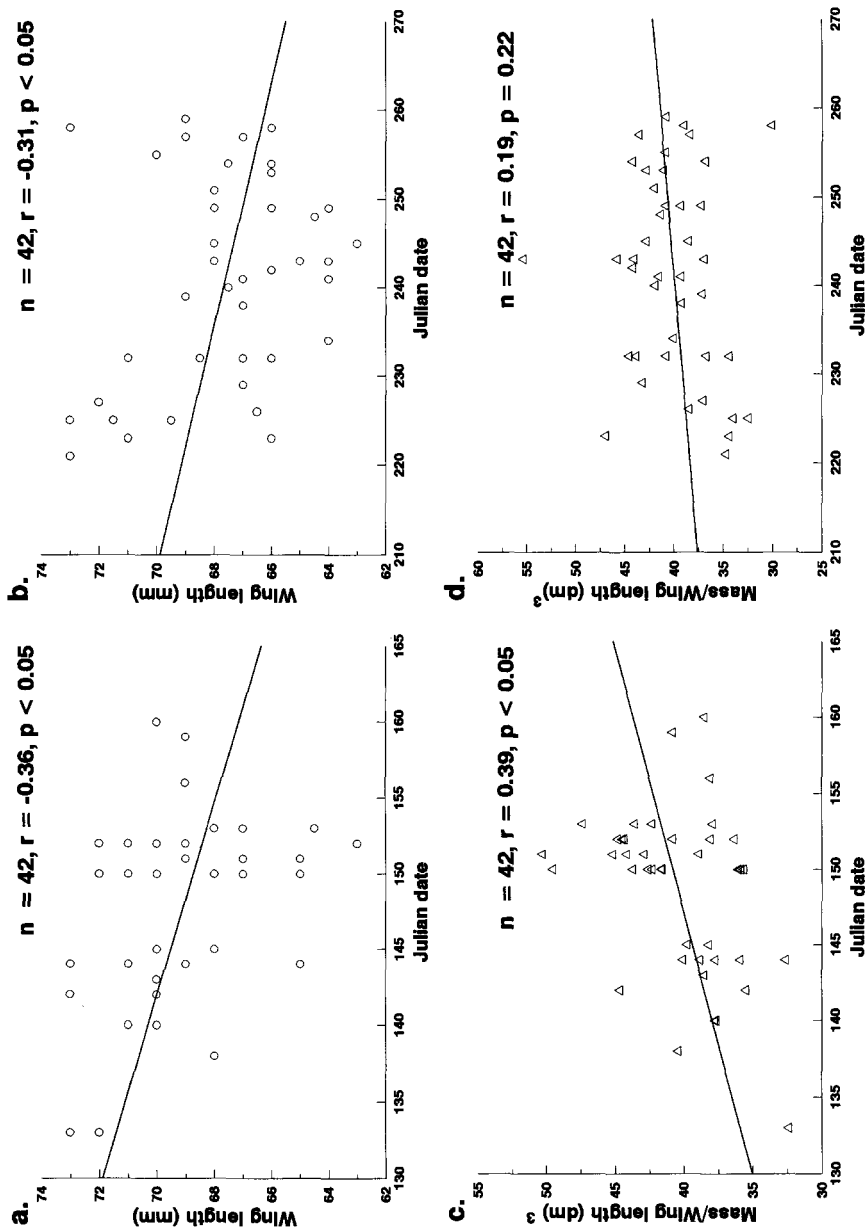 a.
n = 42, r = -0.36, p < 0.05
Wing length (mm)
74
72
70
68
66
64
62
130 135 140 145 150 155 160 165
Julian date
b.
n = 42, r = -0.31, p < 0.05
Wing length (mm)
74
72
70
68
66
64
62
210 220 230 240 250 260 270
Julian date
c.
n = 42, r = 0.39, p < 0.05
Mass/Wing length (dm)³
55
50
45
40
35
30
130 135 140 145 150 155 160 165
Julian date
d.
n = 42, r = 0.19, p = 0.22
Mass/Wing length (dm)³
60
55
50
45
40
35
30
25
210 220 230 240 250 260 270
Julian date